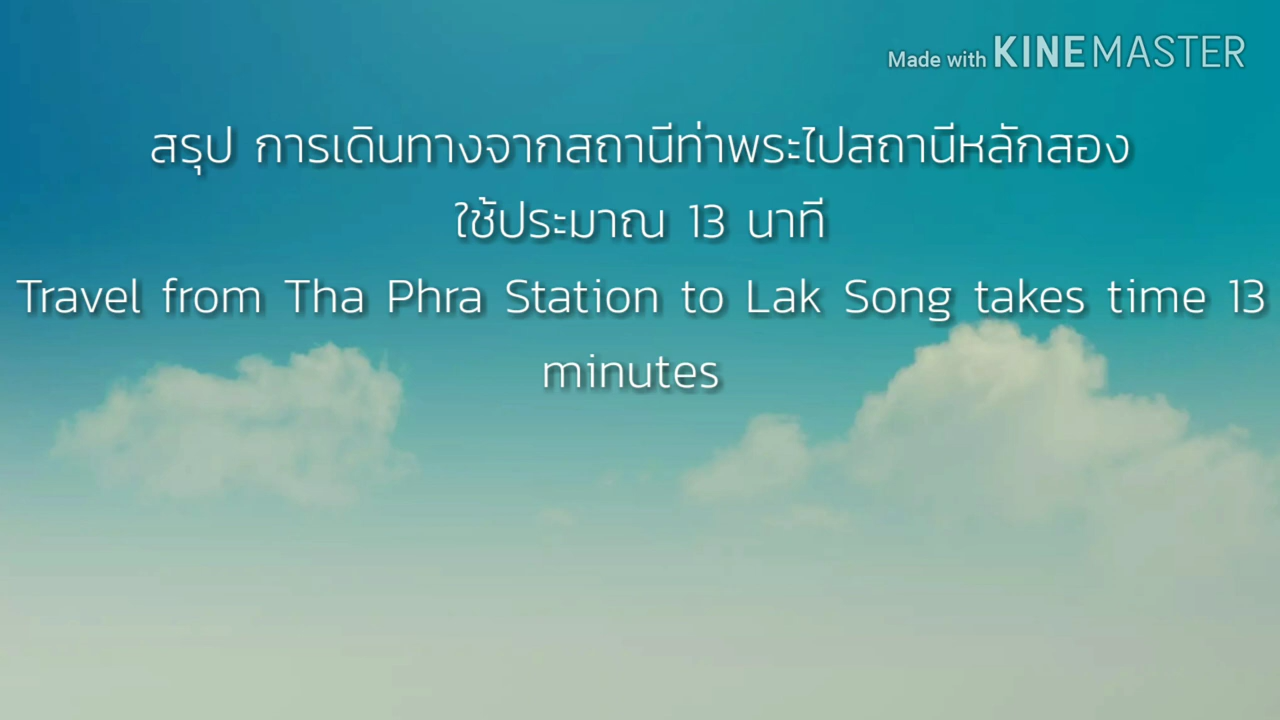 Made with KINEMASTER
สรุป การเดินทางจากสถานีท่าพระไปสถานีหลักสอง
ใช้ประมาณ 13 นาที
Travel from Tha Phra Station to Lak Song takes time 13
minutes